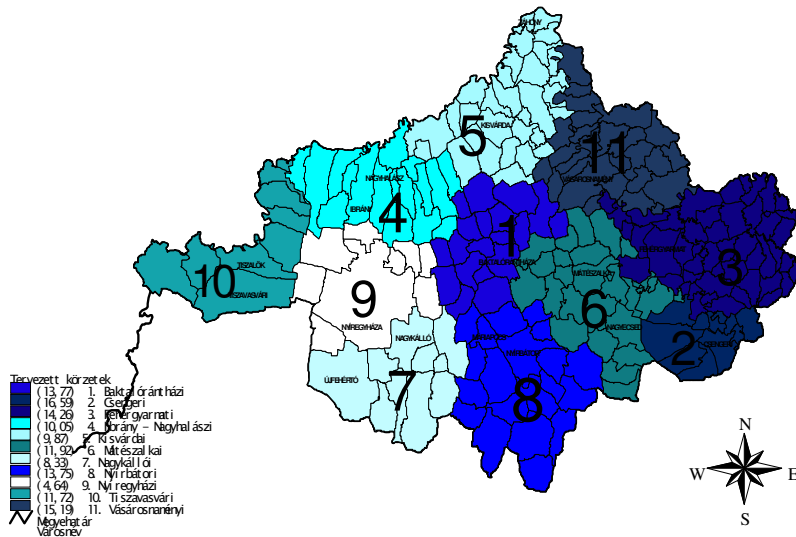 ZÁHONY
KISVÁRDA
5
11
VÁSÁROSNAMÉNY
NAGYHALÁSZ
IBRÁNY
4
1
BAKTALÓRÁNTHÁZA
FEHÉRGYARMAT
3
TISZALÖK
10
TISZAVASVÁRI
MÁTÉSZALKA
6
9
NYÍREGYHÁZA
NAGYECSED
CSENGER
2
NAGYKÁLLÓ
NYÍRBÁTOR
ÚJFEHÉRTÓ
7
8
Tervezett körzetek
(13, 77) 1. Baktalórántházi
(16, 59) 2. Csengeri
(14, 26) 3. Fehérgyarmati
(10, 05) 4. Ibrány - Nagyhalászi
(9, 87) 5. Kisvárdai
(11, 92) 6. Mátészalkai
(8, 33) 7. Nagykállói
(13, 75) 8. Nyírbátori
(4, 64) 9. Nyíregyházi
(11, 72) 10. Tiszavasvári
(15, 19) 11. Vásárosnaményi
Megyehatár
Városnév
N
W E
S